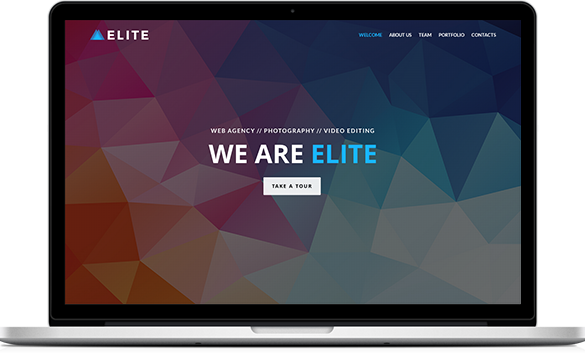 ELITE
WELCOME ABOUT US TEAM PORTFOLIO CONTACTS
WEB AGENCY // PHOTOGRAPHY // VIDEO EDITING
WE ARE ELITE
TAKE A TOUR